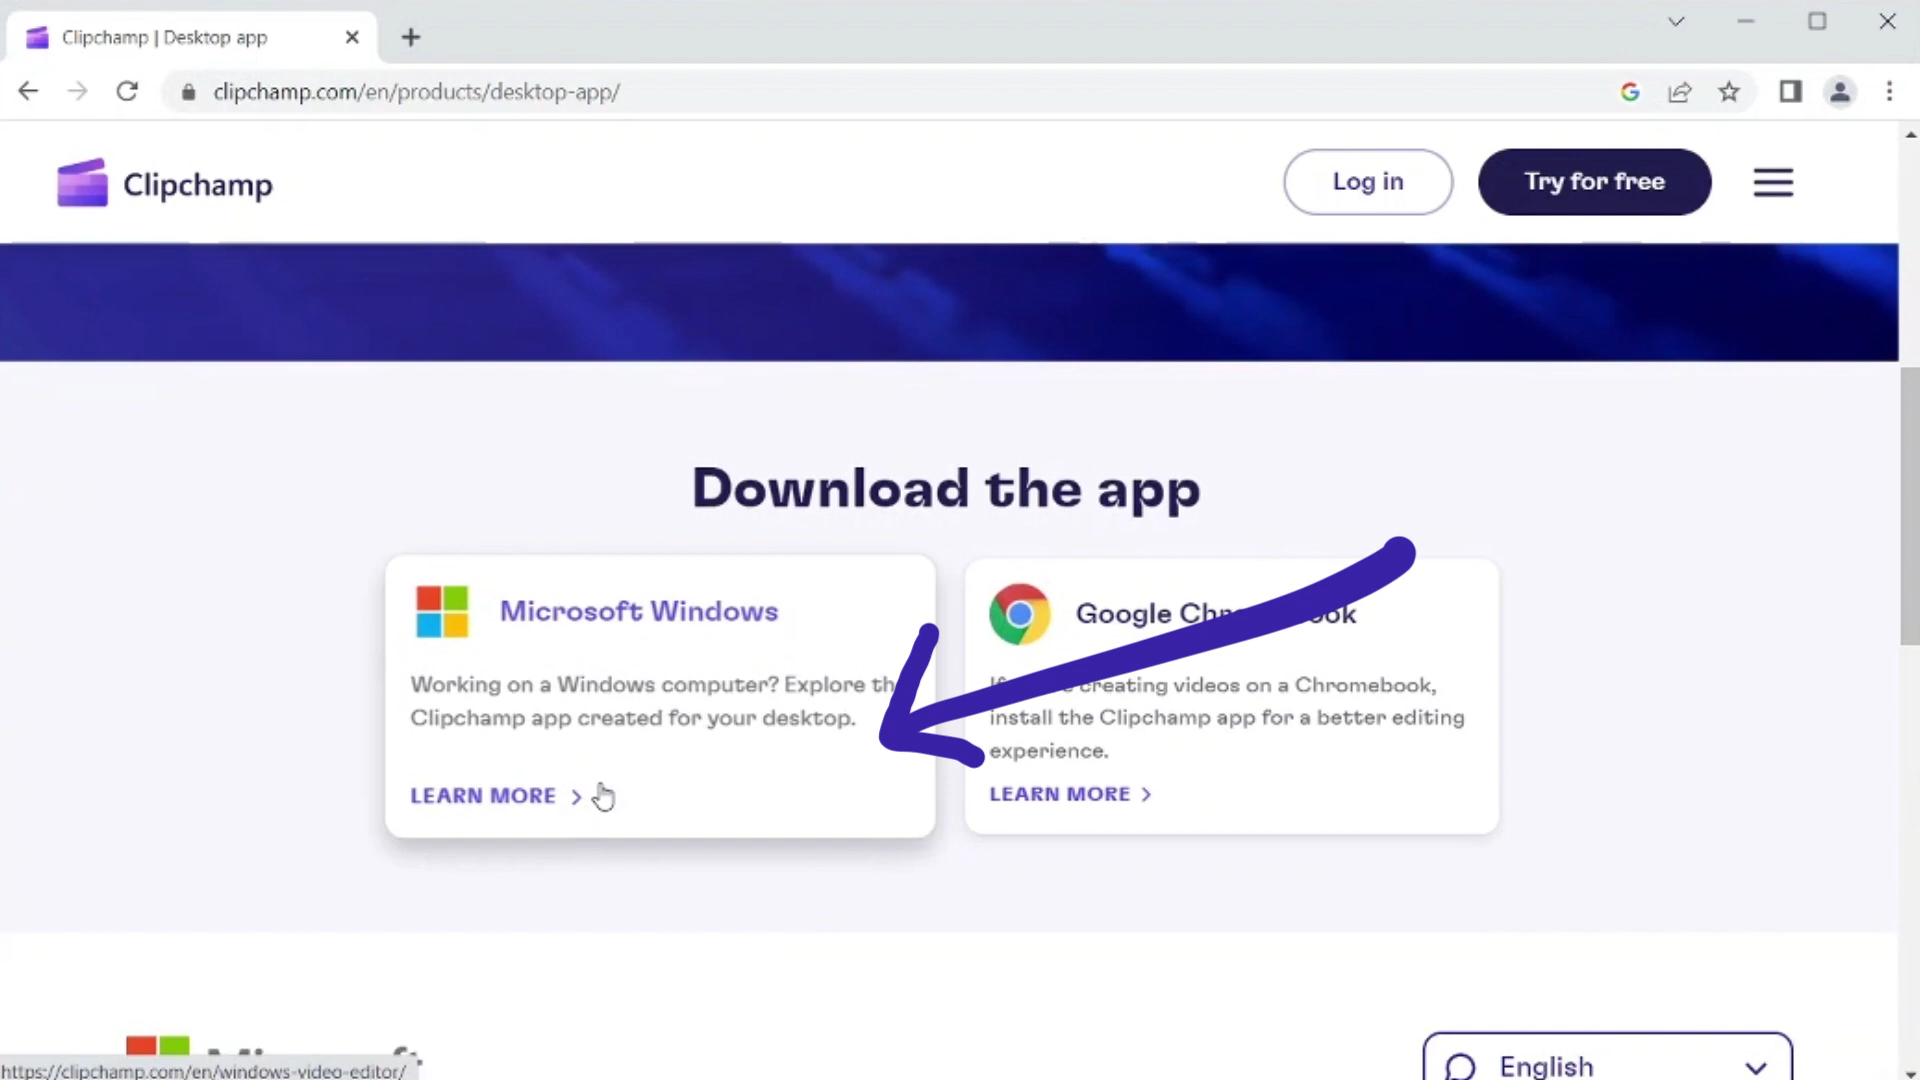 Clipchamp | Desktop app
clipchamp.com/en/products/desktop-app/
Clipchamp
Log in
Try for free
Download the app
Microsoft Windows
Working on a Windows computer? Explore
Clipchamp app created for your desktop.
LEARN MORE
Google
creating videos on a Chromebook,
install the Clipchamp app for a better editing
experience.
LEARN MORE
English
https://clipchamp.com/en/windows-video-editor/